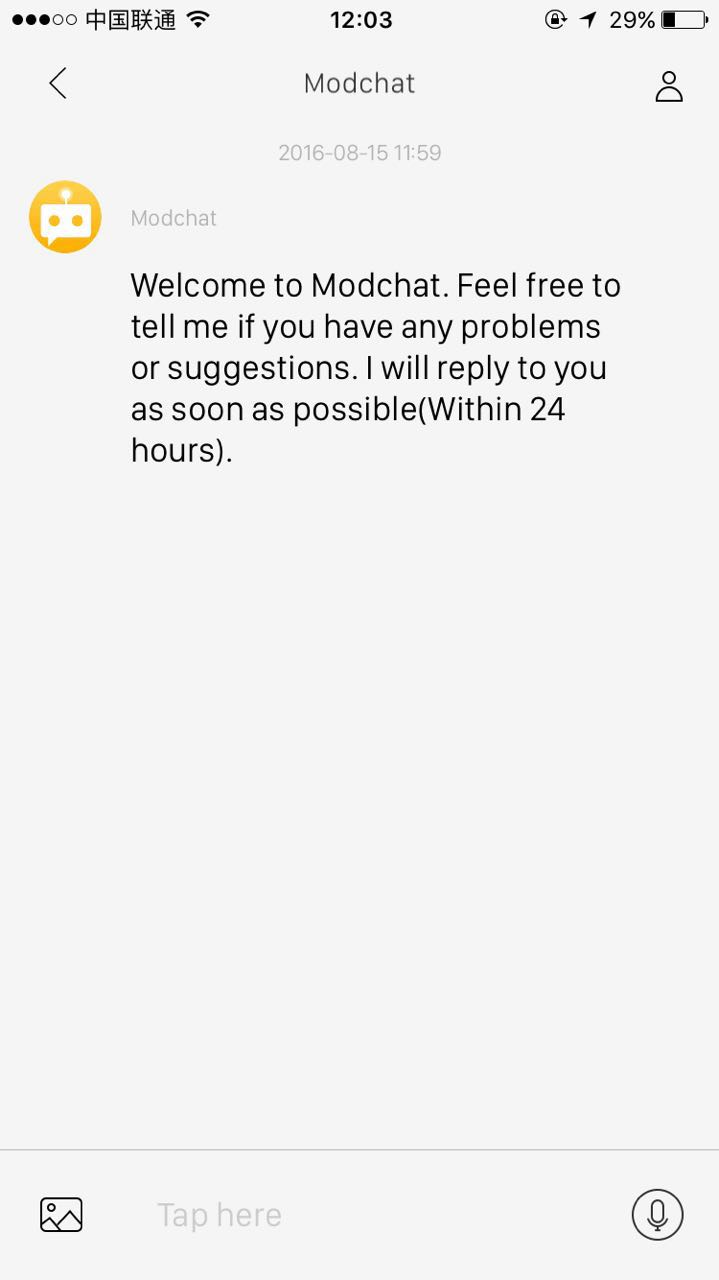 中国联通 12:03 29%
Modchat
2016-08-15 11:59
Modchat
Welcome to Modchat. Feel free to
tell me if you have any problems
or suggestions. I will reply to you
as soon as possible(Within 24
hours).
Tap here